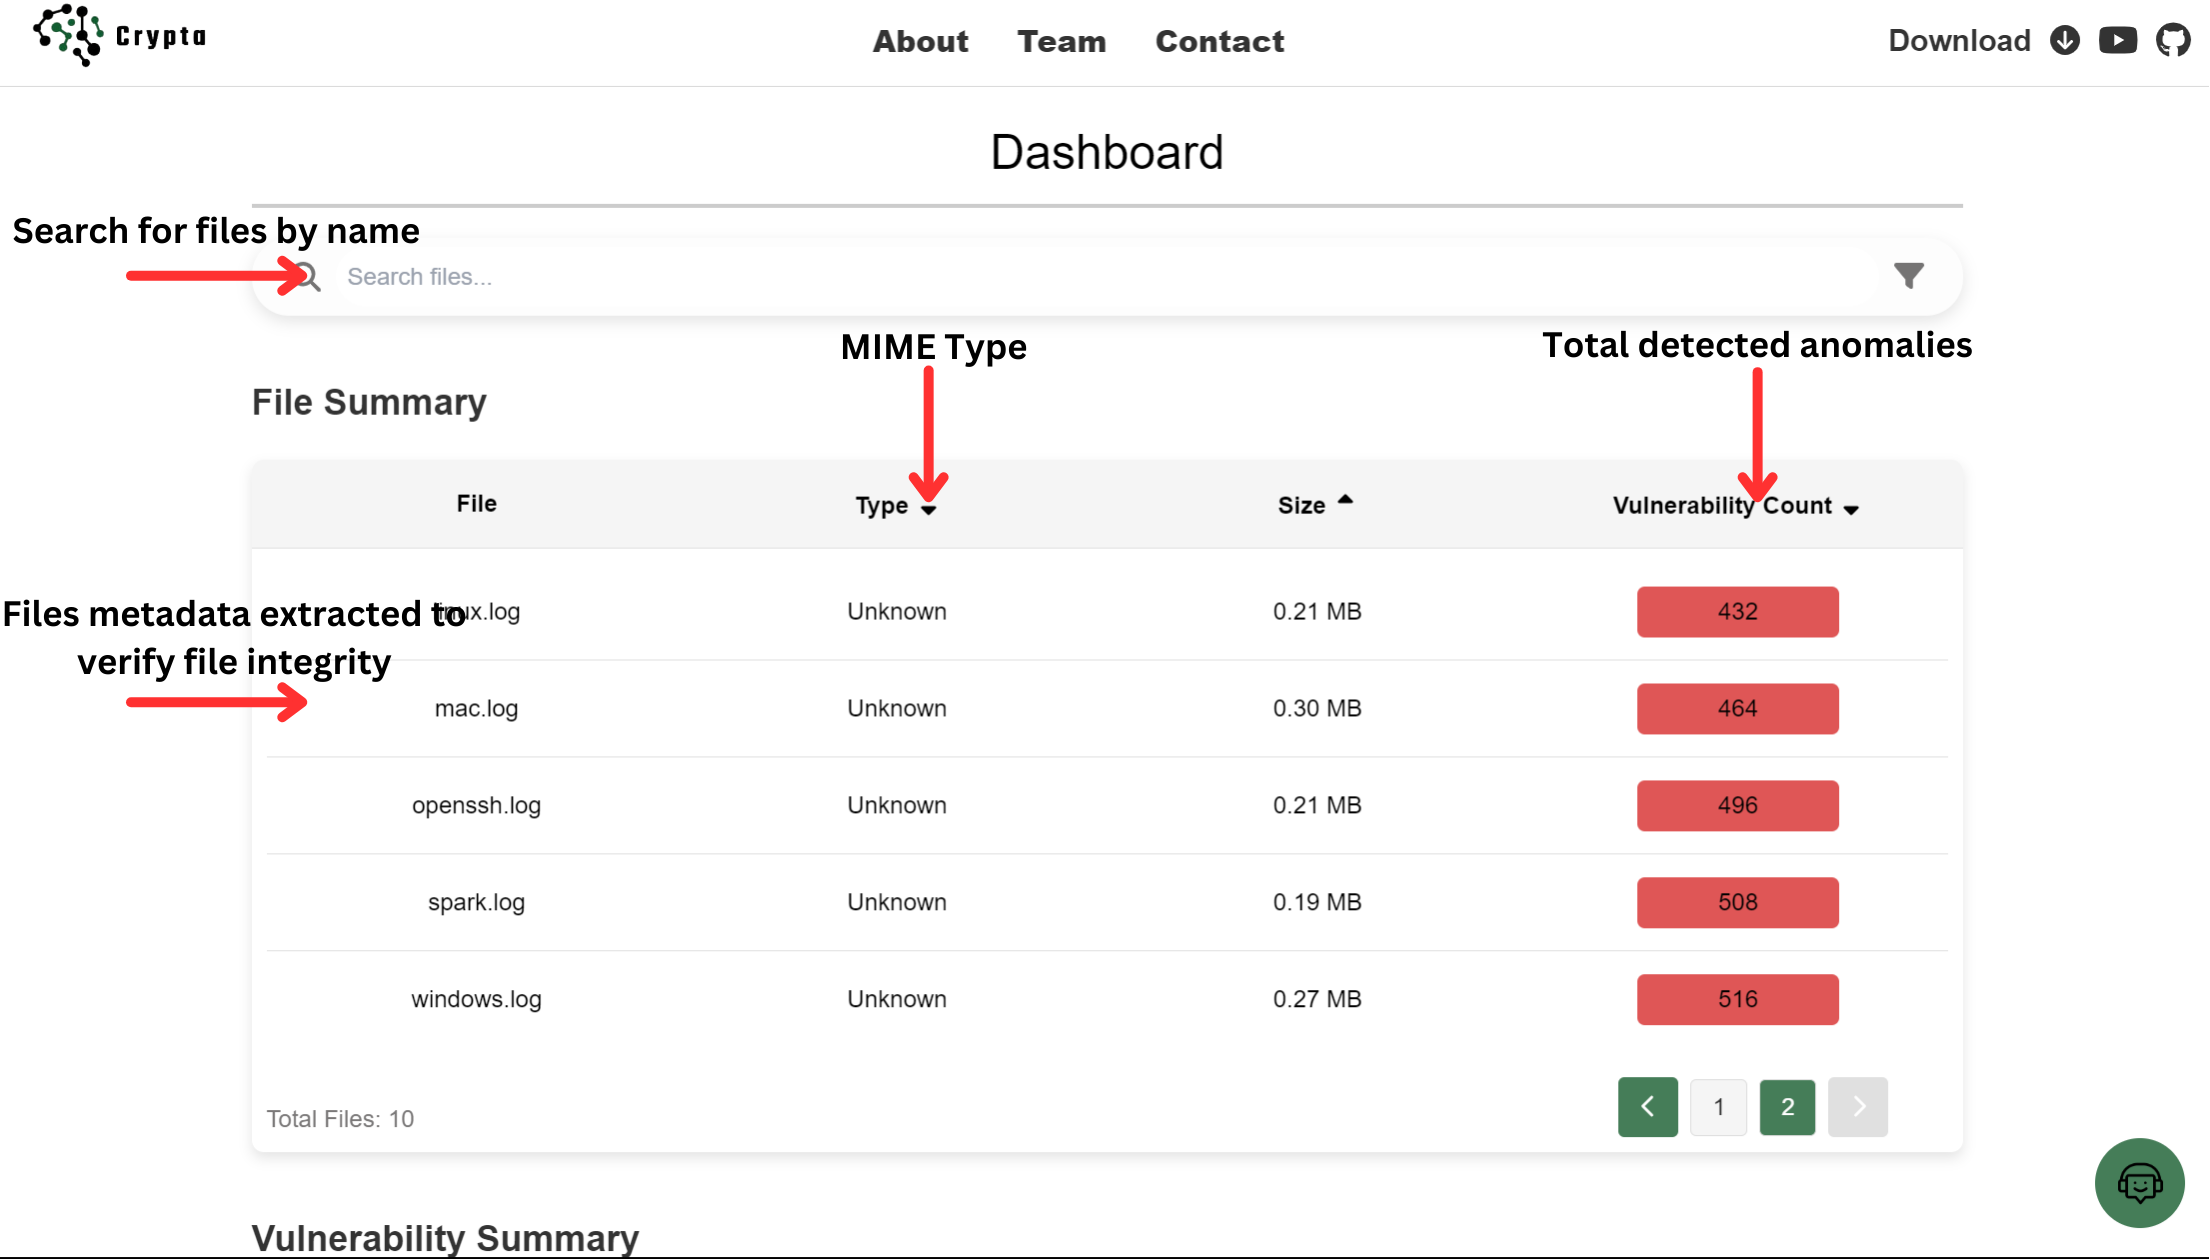 Crypta
About Team Contact
Download
Dashboard
Search for files by name
Search files...
MIME Type
Total detected anomalies
File Summary
File Type Size Vulnerability Count
Files metadata extracted to
verify file integrity
linux.log Unknown 0.21 MB 432
mac.log Unknown 0.30 MB 464
openssh.log Unknown 0.21 MB 496
spark.log Unknown 0.19 MB 508
windows.log Unknown 0.27 MB 516
Total Files: 10
1 2
Vulnerability Summary